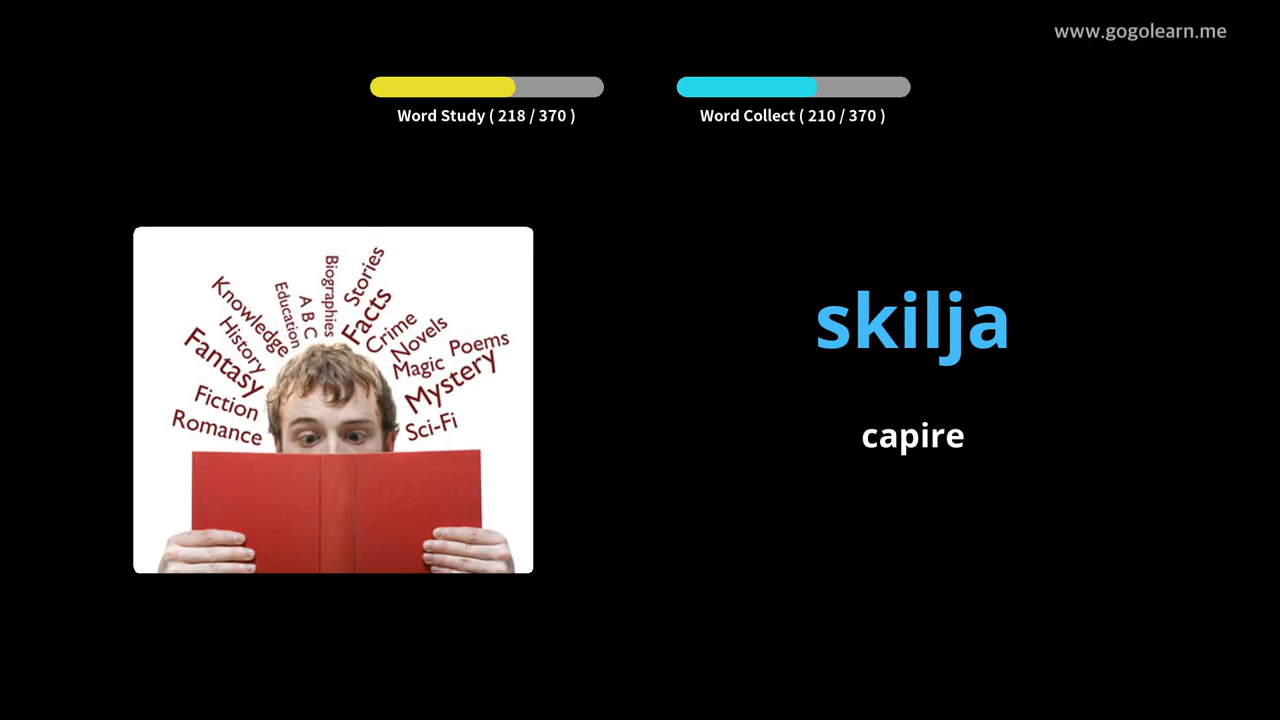 www.gogolearn.me
Word Study ( 218 / 370 )
Word Collect ( 210 / 370 )
Knowledge
History
Fantasy
Fiction
Romance
Education
A B C
Biographies
Stories
Facts
Crime
Novels
Magic
Poems
Mystery
Sci-Fi
skilja
capire